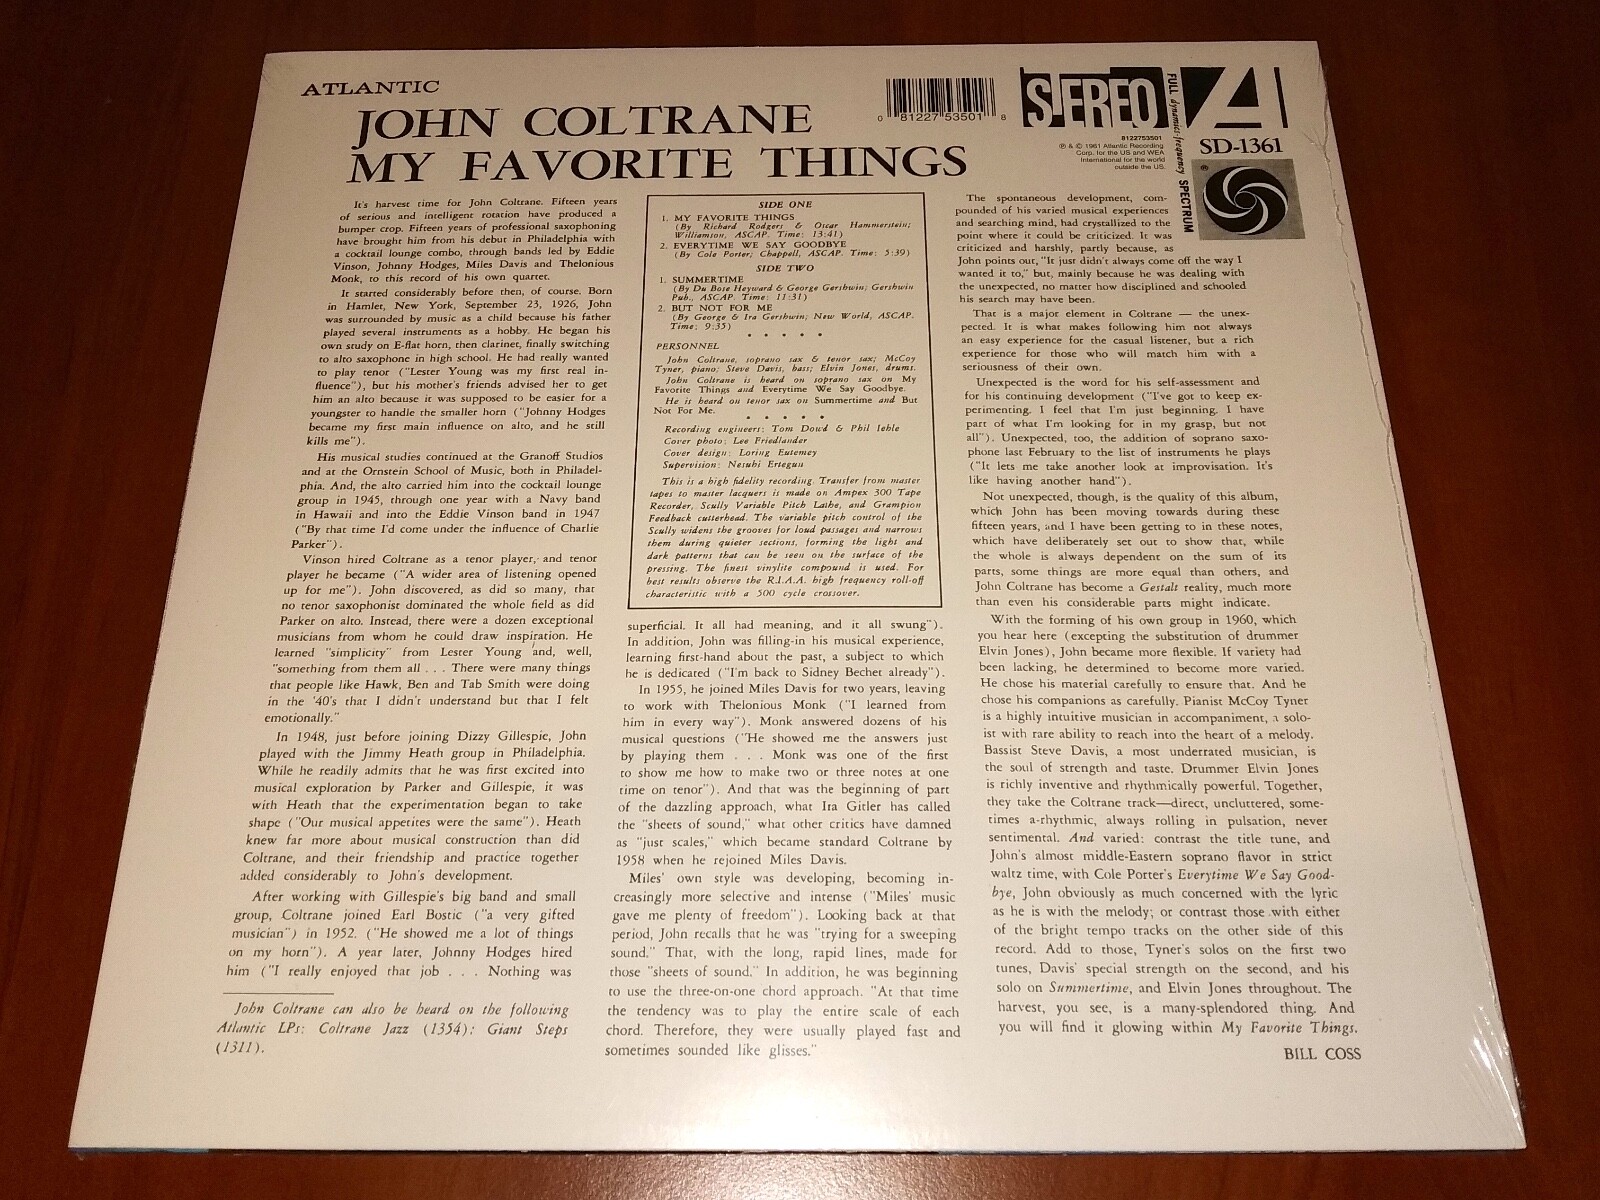 ATLANTIC
JOHN COLTRANE
MY FAVORITE THINGS
0 81227 53501 8
STEREO
FULL dynamics-frequency SPECTRUM
8122753501
℗ & © 1961 Atlantic Recording
Corp. for the US and WEA
International for the world
outside the US.
SD-1361
®
It's harvest time for John Coltrane. Fifteen years
of serious and intelligent rotation have produced a
bumper crop. Fifteen years of professional saxophoning
have brought him from his debut in Philadelphia with
a cocktail lounge combo, through bands led by Eddie
Vinson, Johnny Hodges, Miles Davis and Thelonious
Monk, to this record of his own quartet.
It started considerably before then, of course. Born
in Hamlet, New York, September 23, 1926, John
was surrounded by music as a child because his father
played several instruments as a hobby. He began his
own study on E-flat horn, then clarinet, finally switching
to alto saxophone in high school. He had really wanted
to play tenor ("Lester Young was my first real in-
fluence"), but his mother's friends advised her to get
him an alto because it was supposed to be easier for a
youngster to handle the smaller horn ("Johnny Hodges
became my first main influence on alto, and he still
kills me").
His musical studies continued at the Granoff Studios
and at the Ornstein School of Music, both in Philadel-
phia. And, the alto carried him into the cocktail lounge
group in 1945, through one year with a Navy band
in Hawaii and into the Eddie Vinson band in 1947
("By that time I'd come under the influence of Charlie
Parker").
Vinson hired Coltrane as a tenor player, and tenor
player he became ("A wider area of listening opened
up for me"). John discovered, as did so many, that
no tenor saxophonist dominated the whole field as did
Parker on alto. Instead, there were a dozen exceptional
musicians from whom he could draw inspiration. He
learned "simplicity" from Lester Young and, well,
"something from them all . . . There were many things
that people like Hawk, Ben and Tab Smith were doing
in the '40's that I didn't understand but that I felt
emotionally."
In 1948, just before joining Dizzy Gillespie, John
played with the Jimmy Heath group in Philadelphia.
While he readily admits that he was first excited into
musical exploration by Parker and Gillespie, it was
with Heath that the experimentation began to take
shape ("Our musical appetites were the same"). Heath
knew far more about musical construction than did
Coltrane, and their friendship and practice together
added considerably to John's development.
After working with Gillespie's big band and small
group, Coltrane joined Earl Bostic ("a very gifted
musician") in 1952. ("He showed me a lot of things
on my horn"). A year later, Johnny Hodges hired
him ("I really enjoyed that job . . . Nothing was
John Coltrane can also be heard on the following
Atlantic LPs: Coltrane Jazz (1354); Giant Steps
(1311).
SIDE ONE
1. MY FAVORITE THINGS
(By Richard Rodgers & Oscar Hammerstein;
Williamson, ASCAP. Time: 13:41)
2. EVERYTIME WE SAY GOODBYE
(By Cole Porter; Chappell, ASCAP. Time: 5:39)
SIDE TWO
1. SUMMERTIME
(By Du Bose Heyward & George Gershwin; Gershwin
Pub., ASCAP. Time: 11:31)
2. BUT NOT FOR ME
(By George & Ira Gershwin; New World, ASCAP.
Time: 9:35)
* * * * *
PERSONNEL
John Coltrane, soprano sax & tenor sax; McCoy
Tyner, piano; Steve Davis, bass; Elvin Jones, drums.
John Coltrane is heard on soprano sax on My
Favorite Things and Everytime We Say Goodbye.
He is heard on tenor sax on Summertime and But
Not For Me.
* * * * *
Recording engineers: Tom Dowd & Phil Iehle
Cover photo: Lee Friedlander
Cover design: Loring Eutemey
Supervision: Nesuhi Ertegun
This is a high fidelity recording. Transfer from master
tapes to master lacquers is made on Ampex 300 Tape
Recorder, Scully Variable Pitch Lathe, and Grampion
Feedback cutterhead. The variable pitch control of the
Scully widens the grooves for loud passages and narrows
them during quieter sections, forming the light and
dark patterns that can be seen on the surface of the
pressing. The finest vinylite compound is used. For
best results observe the R.I.A.A. high frequency roll-off
characteristic with a 500 cycle crossover.
superficial. It all had meaning, and it all swung").
In addition, John was filling-in his musical experience,
learning first-hand about the past, a subject to which
he is dedicated ("I'm back to Sidney Bechet already").
In 1955, he joined Miles Davis for two years, leaving
to work with Thelonious Monk ("I learned from
him in every way"). Monk answered dozens of his
musical questions ("He showed me the answers just
by playing them . . . Monk was one of the first
to show me how to make two or three notes at one
time on tenor"). And that was the beginning of part
of the dazzling approach, what Ira Gitler has called
the "sheets of sound," what other critics have damned
as "just scales," which became standard Coltrane by
1958 when he rejoined Miles Davis.
Miles' own style was developing, becoming in-
creasingly more selective and intense ("Miles' music
gave me plenty of freedom"). Looking back at that
period, John recalls that he was "trying for a sweeping
sound." That, with the long, rapid lines, made for
those "sheets of sound." In addition, he was beginning
to use the three-on-one chord approach. "At that time
the tendency was to play the entire scale of each
chord. Therefore, they were usually played fast and
sometimes sounded like glisses."
The spontaneous development, com-
pounded of his varied musical experiences
and searching mind, had crystallized to the
point where it could be criticized. It was
criticized and harshly, partly because, as
John points out, "It just didn't always come off the way I
wanted it to," but, mainly because he was dealing with
the unexpected, no matter how disciplined and schooled
his search may have been.
That is a major element in Coltrane — the unex-
pected. It is what makes following him not always
an easy experience for the casual listener, but a rich
experience for those who will match him with a
seriousness of their own.
Unexpected is the word for his self-assessment and
for his continuing development ("I've got to keep ex-
perimenting. I feel that I'm just beginning. I have
part of what I'm looking for in my grasp, but not
all"). Unexpected, too, the addition of soprano saxo-
phone last February to the list of instruments he plays
("It lets me take another look at improvisation. It's
like having another hand").
Not unexpected, though, is the quality of this album,
which John has been moving towards during these
fifteen years, and I have been getting to in these notes,
which have deliberately set out to show that, while
the whole is always dependent on the sum of its
parts, some things are more equal than others, and
John Coltrane has become a Gestalt reality, much more
than even his considerable parts might indicate.
With the forming of his own group in 1960, which
you hear here (excepting the substitution of drummer
Elvin Jones), John became more flexible. If variety had
been lacking, he determined to become more varied.
He chose his material carefully to ensure that. And he
chose his companions as carefully. Pianist McCoy Tyner
is a highly intuitive musician in accompaniment, a solo-
ist with rare ability to reach into the heart of a melody.
Bassist Steve Davis, a most underrated musician, is
the soul of strength and taste. Drummer Elvin Jones
is richly inventive and rhythmically powerful. Together,
they take the Coltrane track—direct, uncluttered, some-
times a-rhythmic, always rolling in pulsation, never
sentimental. And varied: contrast the title tune, and
John's almost middle-Eastern soprano flavor in strict
waltz time, with Cole Porter's Everytime We Say Good-
bye, John obviously as much concerned with the lyric
as he is with the melody; or contrast those with either
of the bright tempo tracks on the other side of this
record. Add to those, Tyner's solos on the first two
tunes, Davis' special strength on the second, and his
solo on Summertime, and Elvin Jones throughout. The
harvest, you see, is a many-splendored thing. And
you will find it glowing within My Favorite Things.
BILL COSS